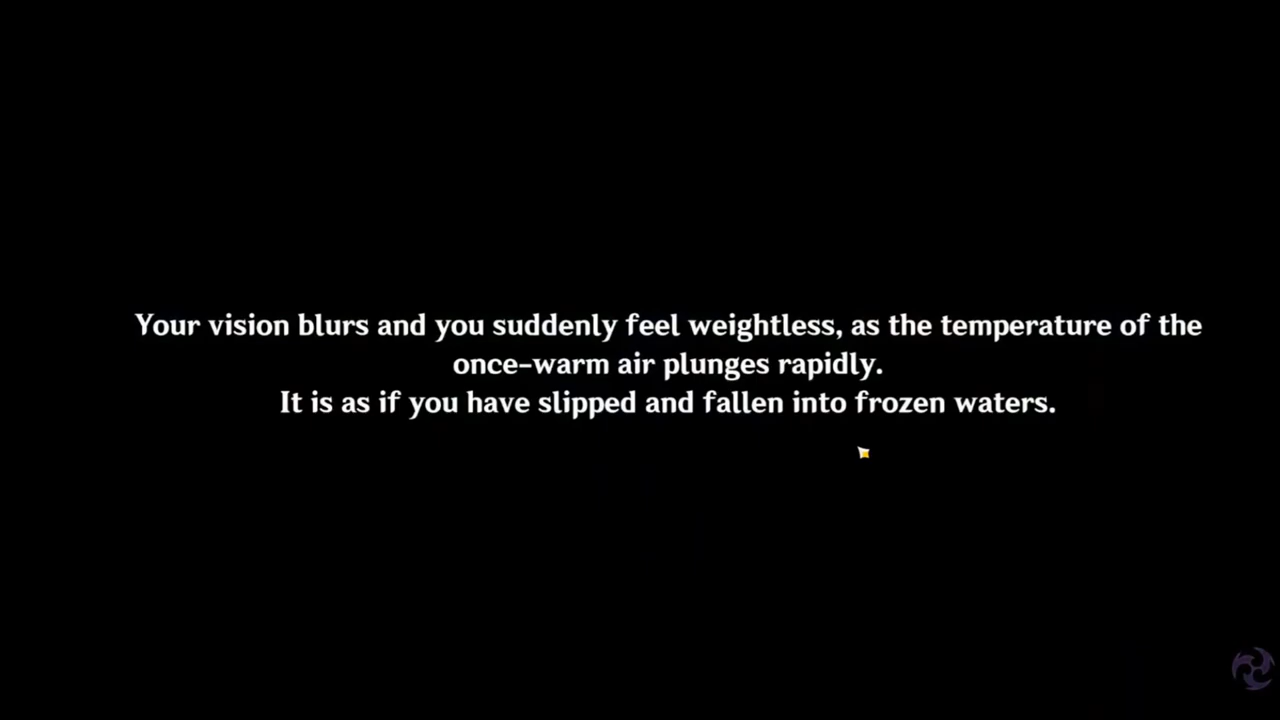 Your vision blurs and you suddenly feel weightless, as the temperature of the
once-warm air plunges rapidly.
It is as if you have slipped and fallen into frozen waters.